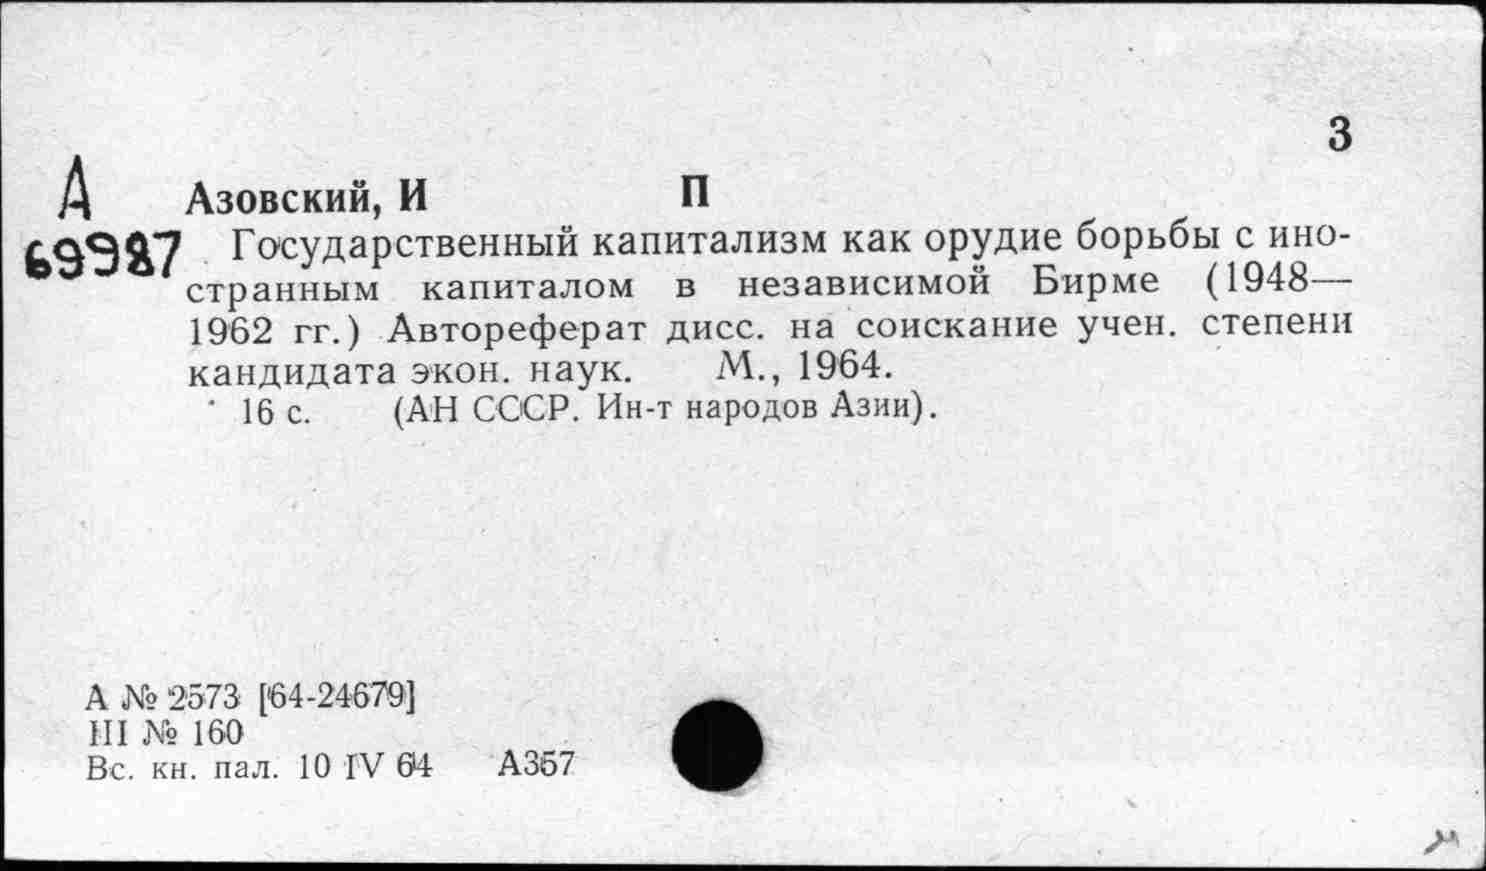 З
А
Азовский, И П
69987
Государственный капитализм как орудие борьбы с ино-
странным капиталом в независимой Бирме (1948—
1962 гг.) Автореферат дисс. на соискание учен. степени
кандидата экон. наук. М., 1964.
16 с. (АН СССР. Ин-т народов Азии).
А № 2573 [64-24679]
III № 160
Вс. кн. пал. 10 IV 64 А357